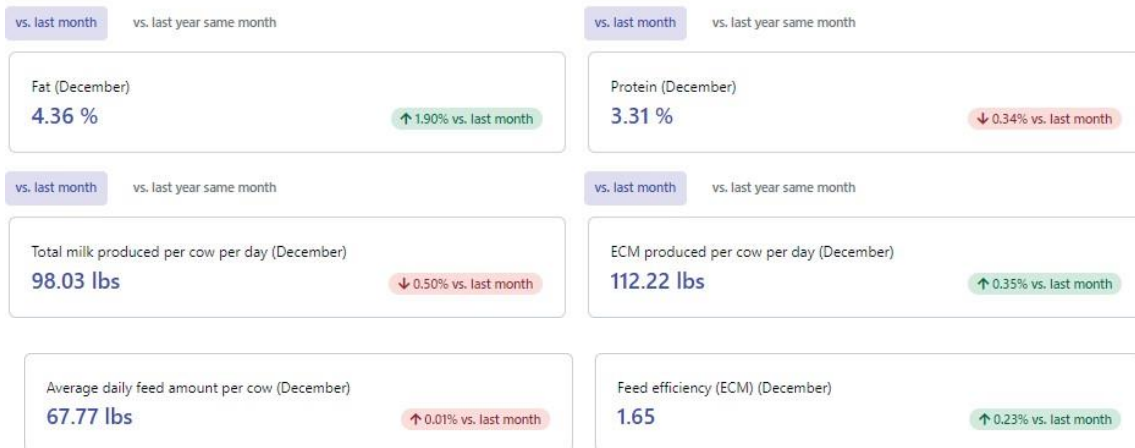 vs. last month vs. last year same month
Fat (December)
4.36 %
↑ 1.90% vs. last month
vs. last month vs. last year same month
Protein (December)
3.31 %
↓ 0.34% vs. last month
vs. last month vs. last year same month
Total milk produced per cow per day (December)
98.03 lbs
↓ 0.50% vs. last month
vs. last month vs. last year same month
ECM produced per cow per day (December)
112.22 lbs
↑ 0.35% vs. last month
Average daily feed amount per cow (December)
67.77 lbs
↑ 0.01% vs. last month
Feed efficiency (ECM) (December)
1.65
↑ 0.23% vs. last month